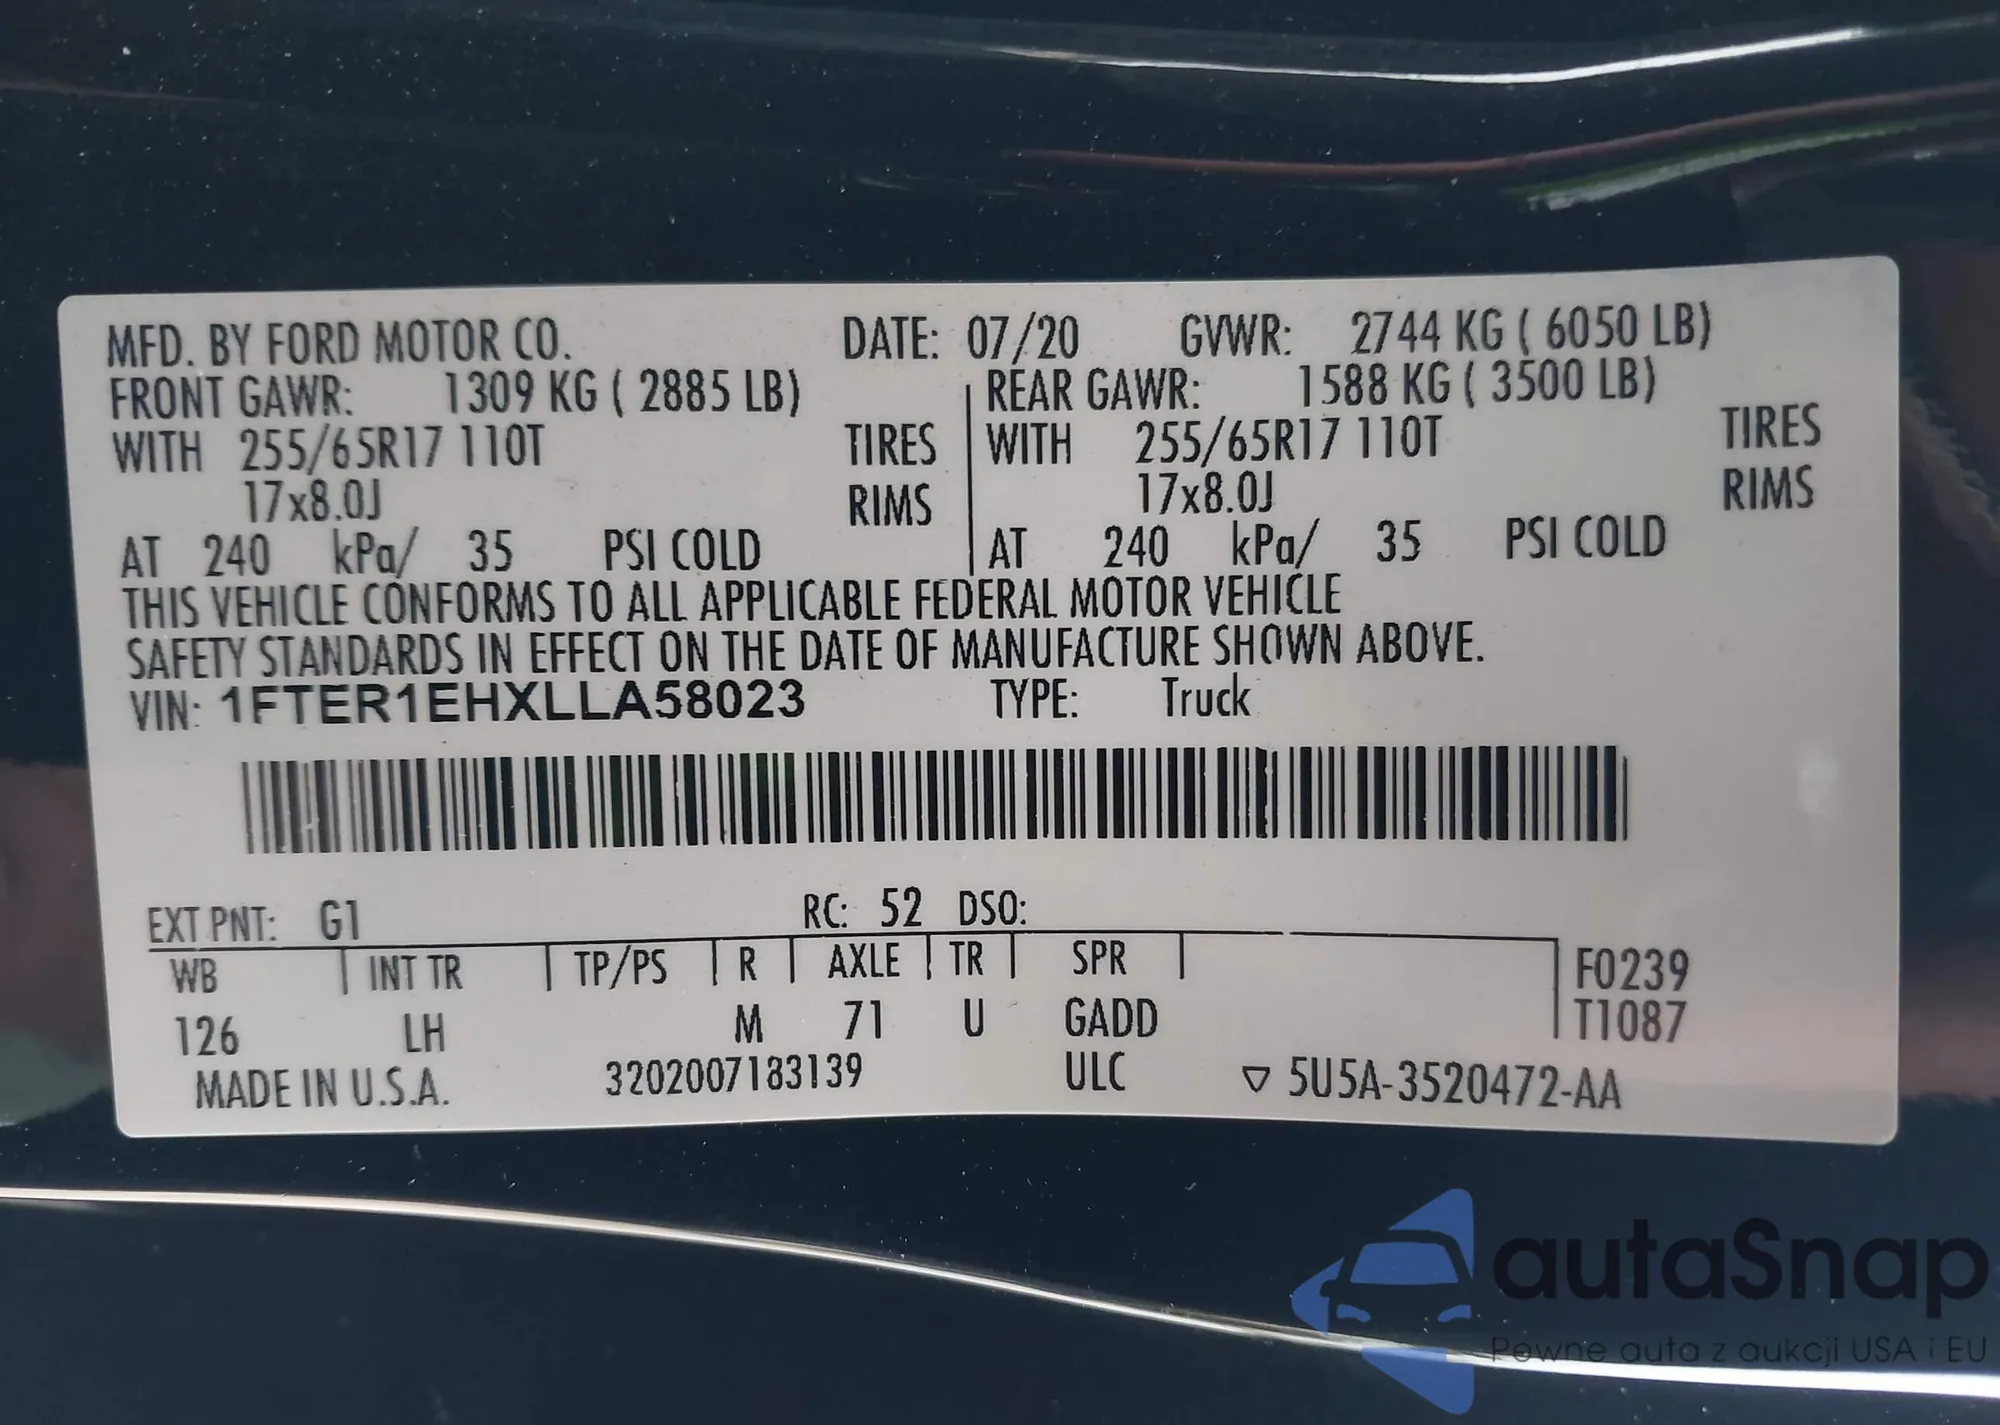 MFD. BY FORD MOTOR CO. DATE: 07/20 GVWR: 2744 KG ( 6050 LB)
FRONT GAWR: 1309 KG ( 2885 LB) REAR GAWR: 1588 KG ( 3500 LB)
WITH 255/65R17 110T TIRES WITH 255/65R17 110T TIRES
17x8.0J RIMS 17x8.0J RIMS
AT 240 kPa/ 35 PSI COLD AT 240 kPa/ 35 PSI COLD
THIS VEHICLE CONFORMS TO ALL APPLICABLE FEDERAL MOTOR VEHICLE
SAFETY STANDARDS IN EFFECT ON THE DATE OF MANUFACTURE SHOWN ABOVE.
VIN: 1FTER1EHXLLA58023 TYPE: Truck
EXT PNT: G1 RC: 52 DSO:
WB INT TR TP/PS R AXLE TR SPR F0239
126 LH M 71 U GADD T1087
MADE IN U.S.A. 3202007183139 ULC ▽ 5U5A-3520472-AA
autaSnap
Pewne auta z aukcji USA i EU